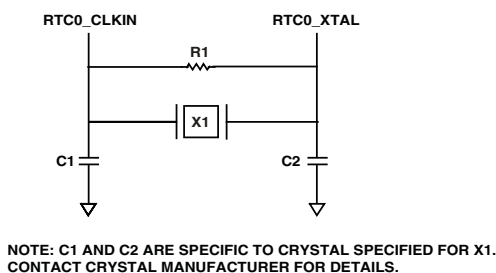 RTC0_CLKIN RTC0_XTAL
R1
X1
C1 C2
NOTE: C1 AND C2 ARE SPECIFIC TO CRYSTAL SPECIFIED FOR X1.
CONTACT CRYSTAL MANUFACTURER FOR DETAILS.